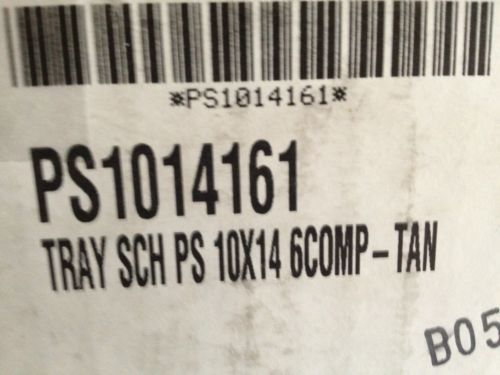 *PS1014161*
PS1014161
TRAY SCH PS 10X14 6COMP-TAN
B05